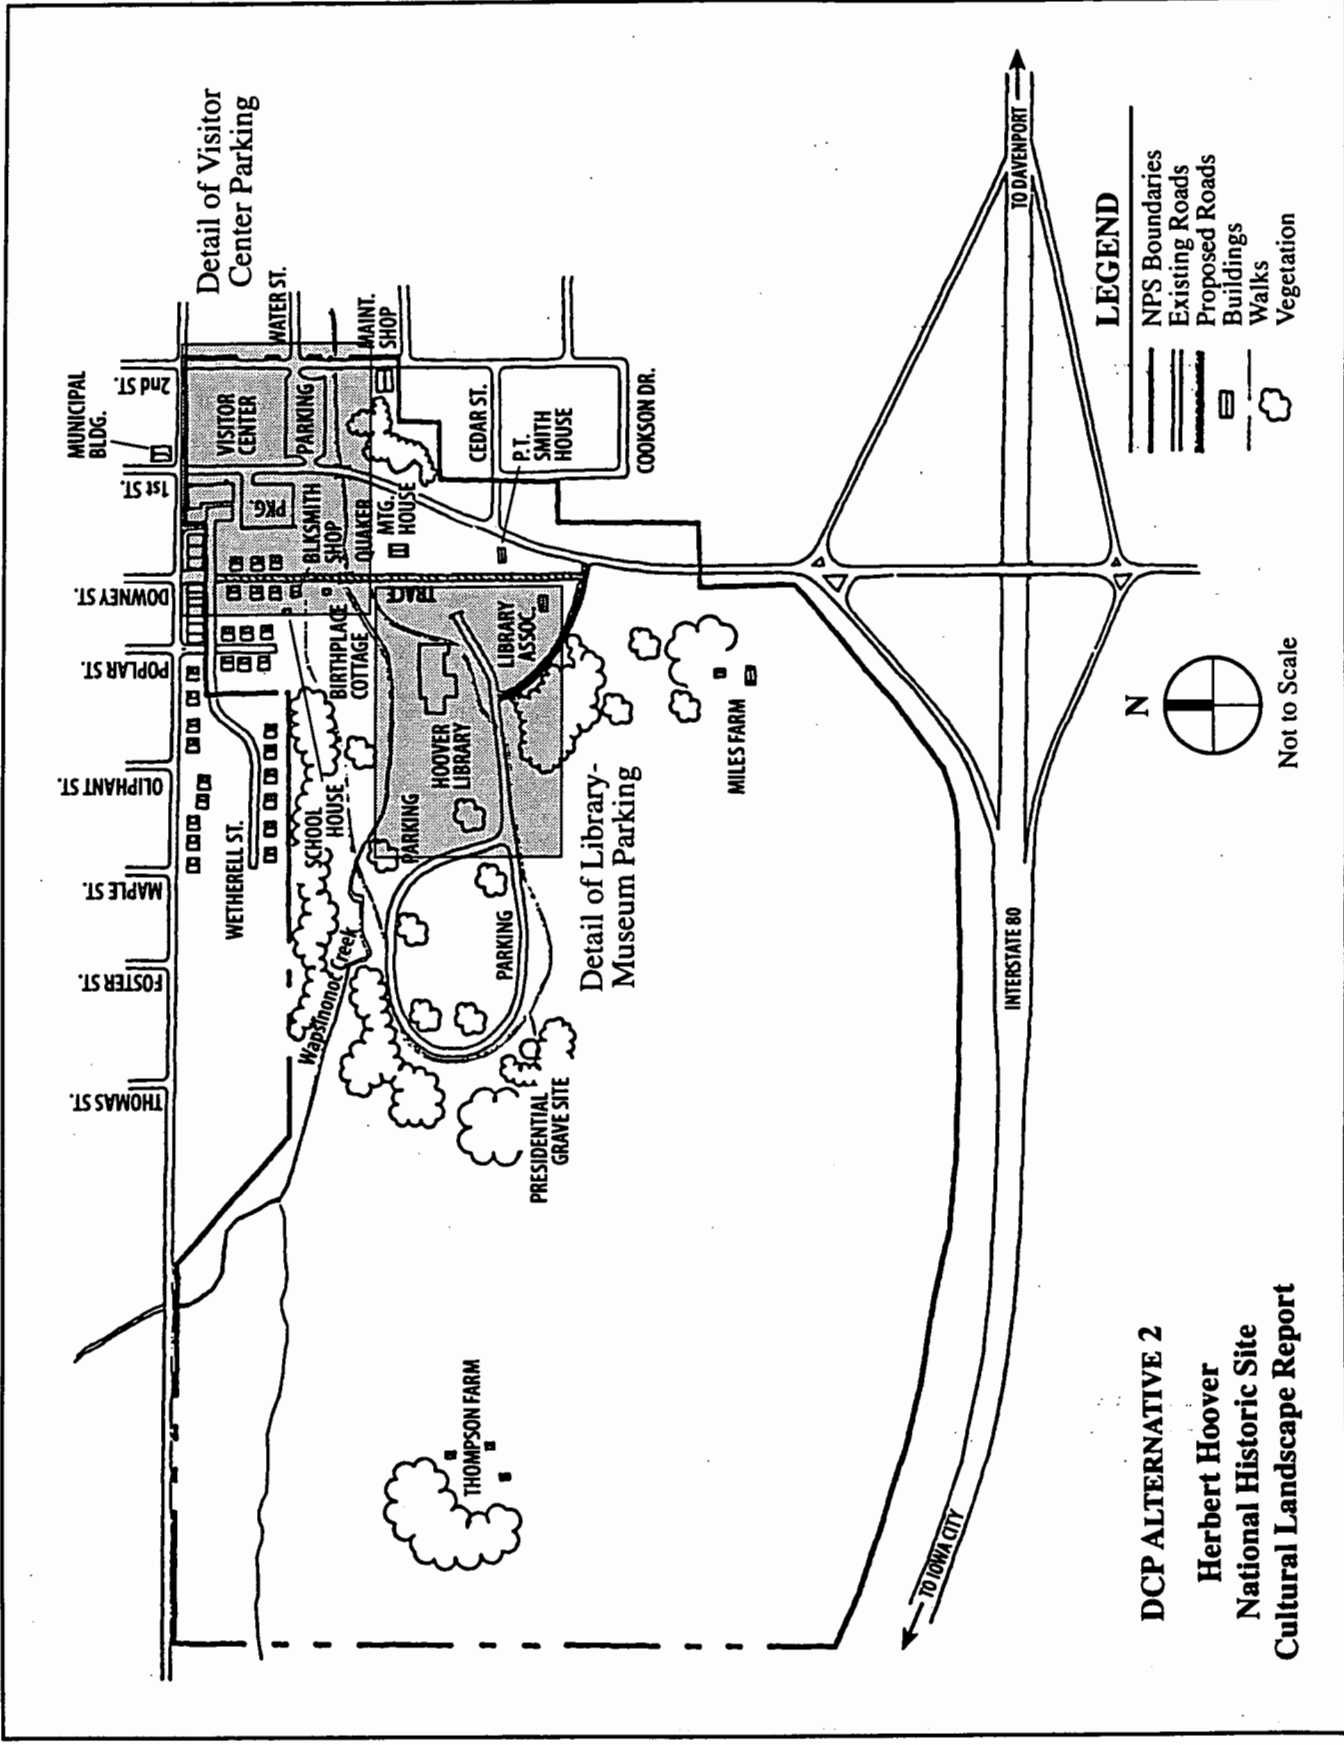 Detail of Visitor
Center Parking
MUNICIPAL
BLDG.
2nd ST.
1st ST.
DOWNEY ST.
POPLAR ST.
OLIPHANT ST.
MAPLE ST.
FOSTER ST.
THOMAS ST.
WATER ST.
MAINT.
SHOP
VISITOR
CENTER
PARKING
PKG.
BLKSMITH
SHOP
QUAKER
MTG.
HOUSE
CEDAR ST.
P.T.
SMITH
HOUSE
COOKSON DR.
WETHERELL ST.
SCHOOL
HOUSE
BIRTHPLACE
COTTAGE
TRACE
LIBRARY
ASSOC.
HOOVER
LIBRARY
PARKING
PARKING
Wapsinonoc Creek
Detail of Library-
Museum Parking
MILES FARM
PRESIDENTIAL
GRAVE SITE
THOMPSON FARM
INTERSTATE 80
TO DAVENPORT
TO IOWA CITY
LEGEND
NPS Boundaries
Existing Roads
Proposed Roads
Buildings
Walks
Vegetation
N
Not to Scale
DCP ALTERNATIVE 2
Herbert Hoover
National Historic Site
Cultural Landscape Report